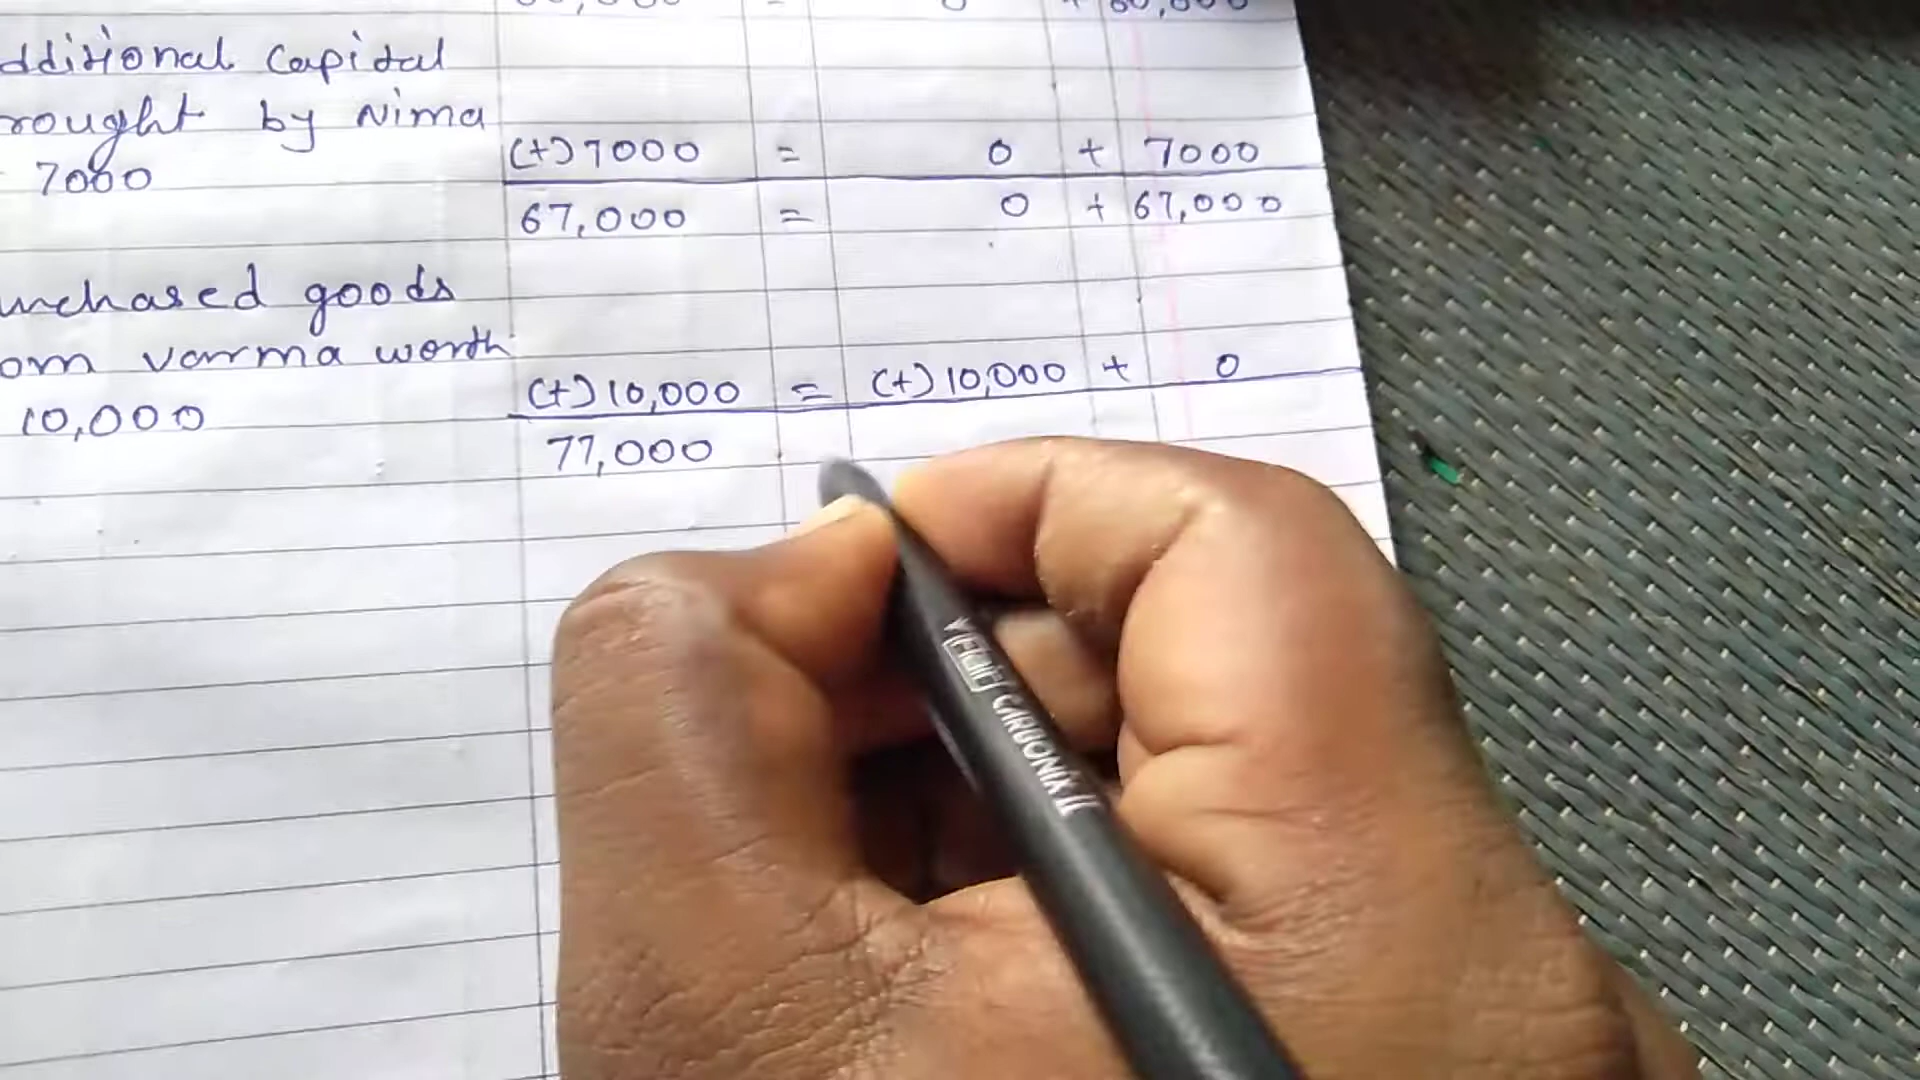 dditional Capital
rought by Nima
7000
(+) 7000 = 0 + 7000
67,000 = 0 + 67,000
urchased goods
om varma worth
10,000
(+) 10,000 = (+) 10,000 + 0
77,000
CARBONIX